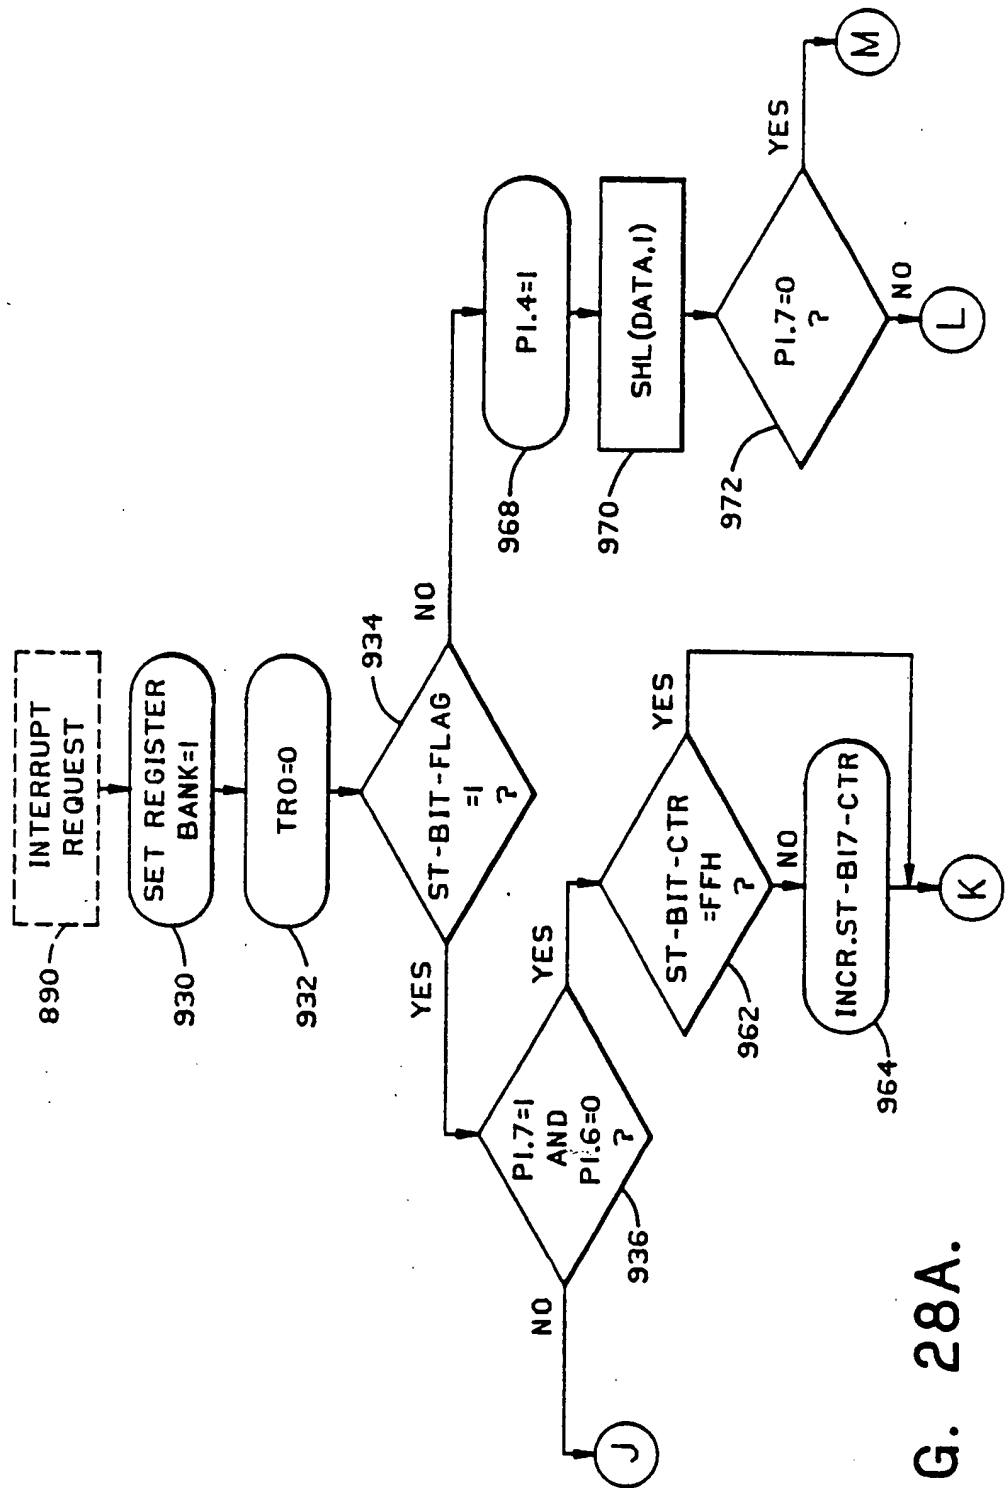 INTERRUPT
REQUEST
890
SET REGISTER
BANK=1
930
TR0=0
932
ST-BIT-FLAG
=1
?
934
YES
NO
P1.7=1
AND
P1.6=0
?
936
NO
YES
J
ST-BIT-CTR
=FFH
?
962
YES
NO
INCR.ST-BI7-CTR
964
K
P1.4=1
968
SHL(DATA,1)
970
P1.7=0
?
972
YES
NO
M
L
G. 28A.